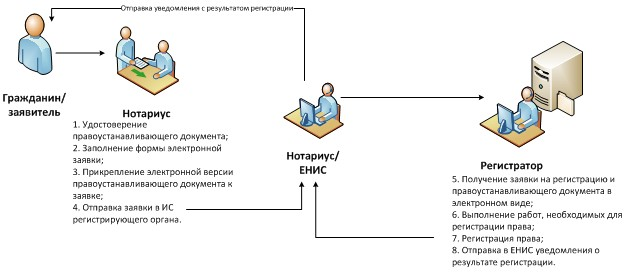 Отправка уведомления с результатом регистрации
Гражданин/
заявитель
Нотариус
1. Удостоверение
правоустанавливающего документа;
2. Заполнение формы электронной
заявки;
3. Прикрепление электронной версии
правоустанавливающего документа к
заявке;
4. Отправка заявки в ИС
регистрирующего органа.
Нотариус/
ЕНИС
Регистратор
5. Получение заявки на регистрацию и
правоустанавливающего документа в
электронном виде;
6. Выполнение работ, необходимых для
регистрации права;
7. Регистрация права;
8. Отправка в ЕНИС уведомления о
результате регистрации.